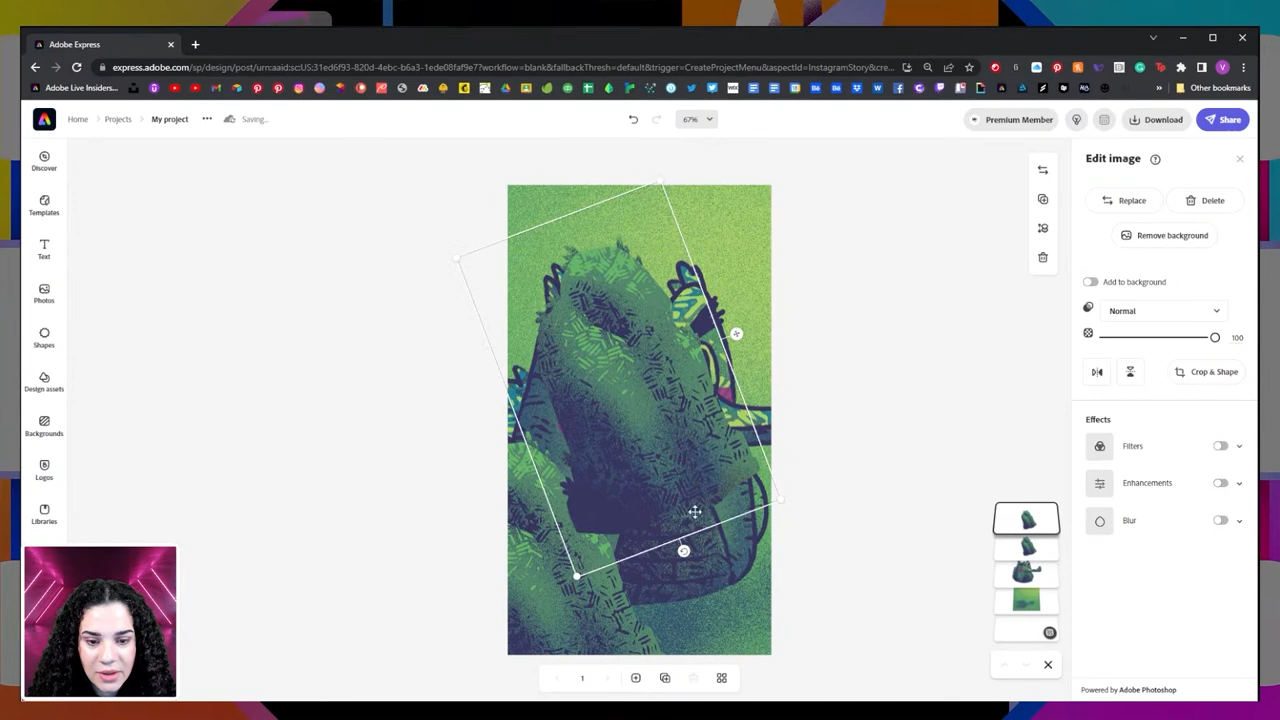 Adobe Express
express.adobe.com/sp/design/post/urn:aaid:sc:US:31ed6f93-820d-4ebc-b6a3-1ede08faf9e7?workflow=blank&fallbackThresh=default&trigger=CreateProjectMenu&aspectId=InstagramStory&cre...
V
Adobe Live Insiders...
Other bookmarks
Home
Projects
My project
Saving...
67%
Premium Member
Download
Share
Discover
Templates
Text
Photos
Shapes
Design assets
Backgrounds
Logos
Libraries
1
Edit image
Replace
Delete
Remove background
Add to background
Normal
100
Crop & Shape
Effects
Filters
Enhancements
Blur
Powered by Adobe Photoshop